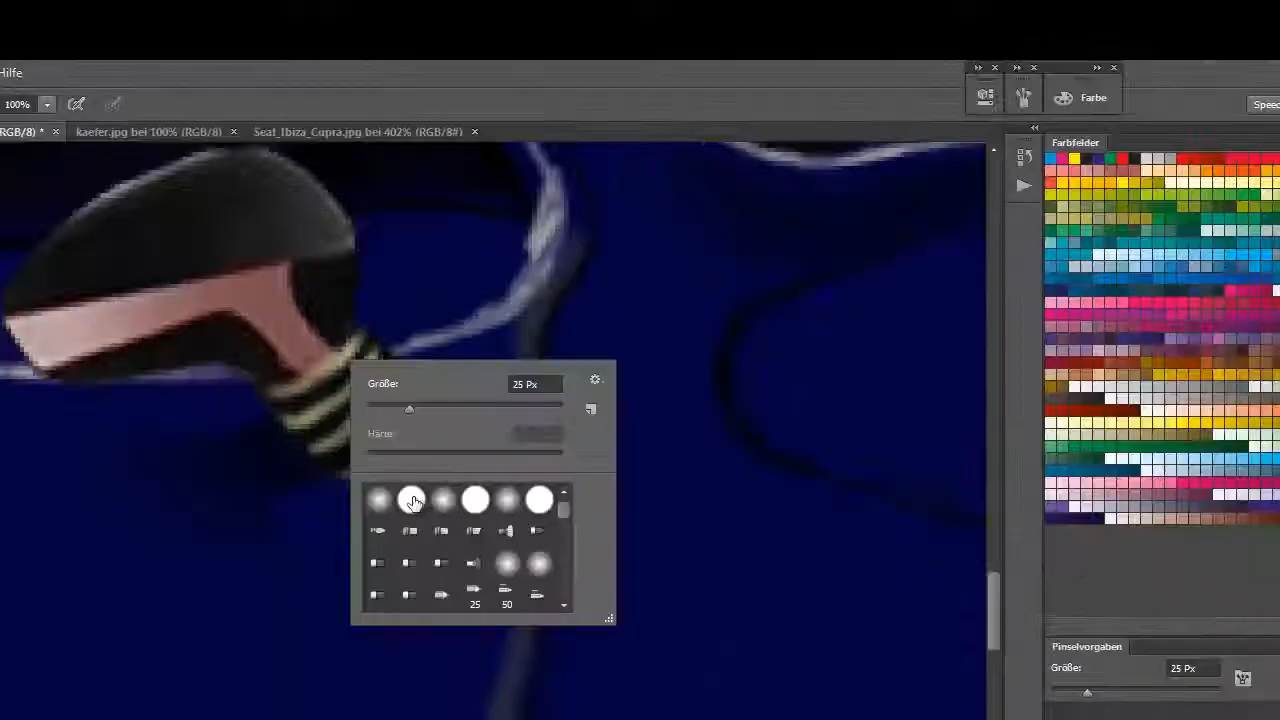 Hilfe
Farbe
100%
Speed
RGB/8) *
kaefer.jpg bei 100% (RGB/8)
Seat_Ibiza_Cupra.jpg bei 402% (RGB/8#)
Farbfelder
Größe:
25 Px
Härte:
25
50
Pinselvorgaben
Größe:
25 Px